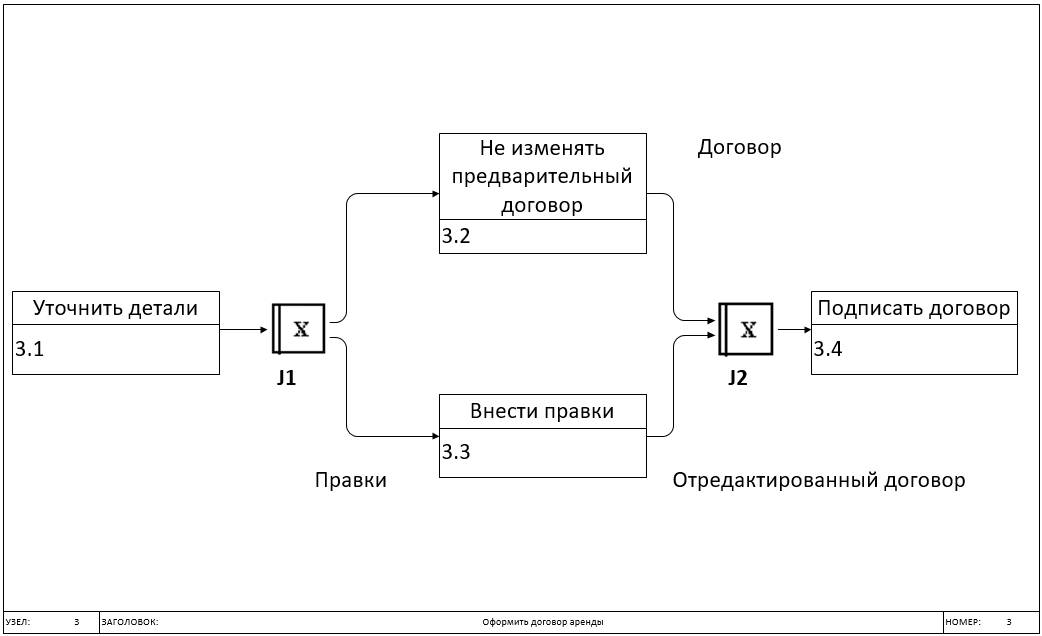 Не изменять
предварительный
договор
3.2
Договор
Уточнить детали
3.1
X
J1
X
J2
Подписать договор
3.4
Внести правки
3.3
Правки
Отредактированный договор
УЗЕЛ: 3 ЗАГОЛОВОК: Оформить договор аренды НОМЕР: 3